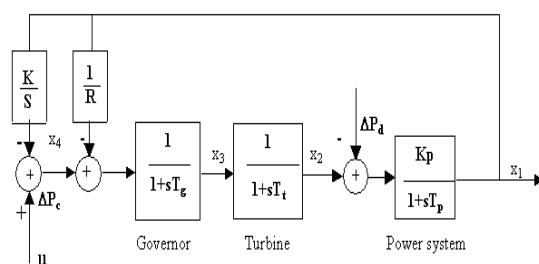 K
S
1
R
- x₄ -
+ + 
ΔPc
+
u
1
1+sTg
Governor
x₃
1
1+sTt
Turbine
x₂
- ΔPd
+
Kp
1+sTp
Power system
x₁